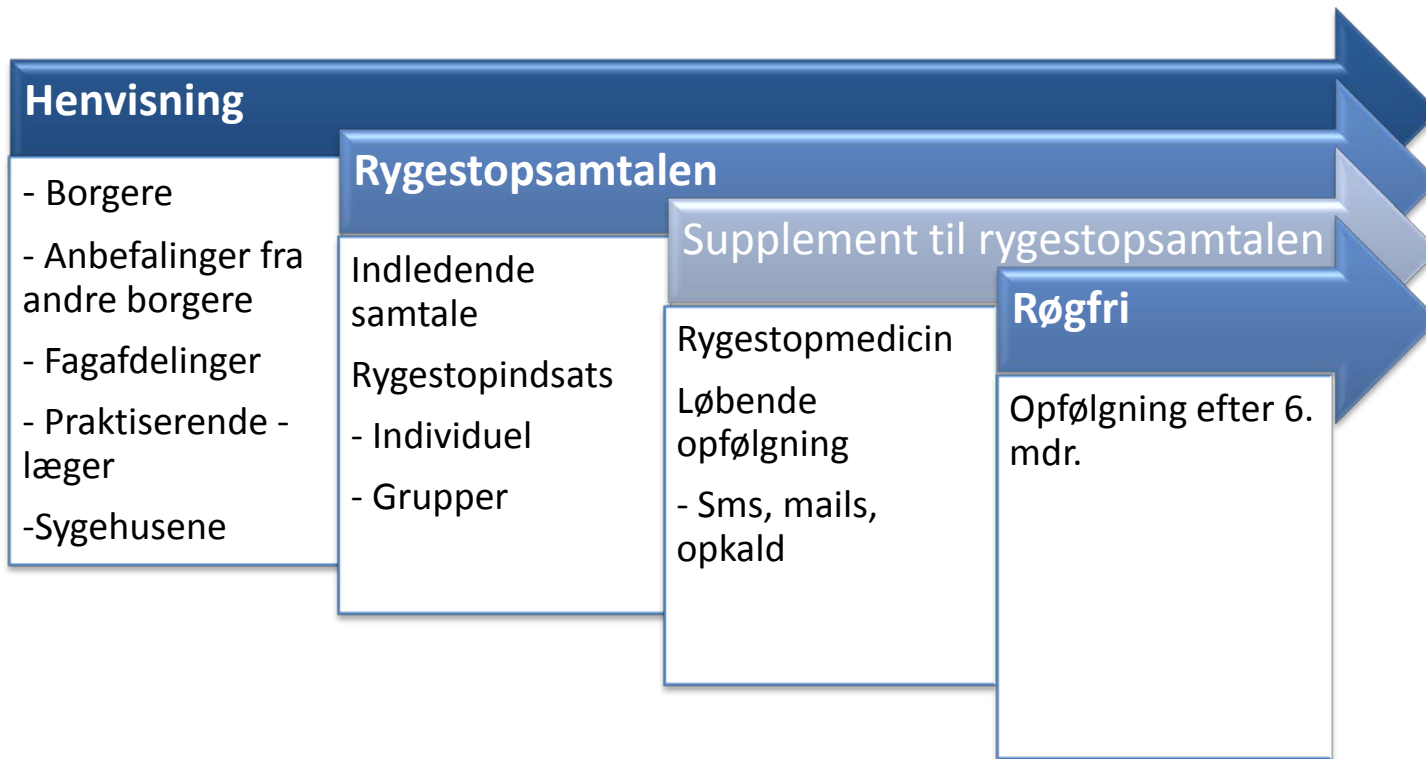 Henvisning
- Borgere
- Anbefalinger fra
andre borgere
- Fagafdelinger
- Praktiserende -
læger
-Sygehusene
Rygestopsamtalen
Indledende
samtale
Rygestopindsats
- Individuel
- Grupper
Supplement til rygestopsamtalen
Rygestopmedicin
Løbende
opfølgning
- Sms, mails,
opkald
Røgfri
Opfølgning efter 6.
mdr.